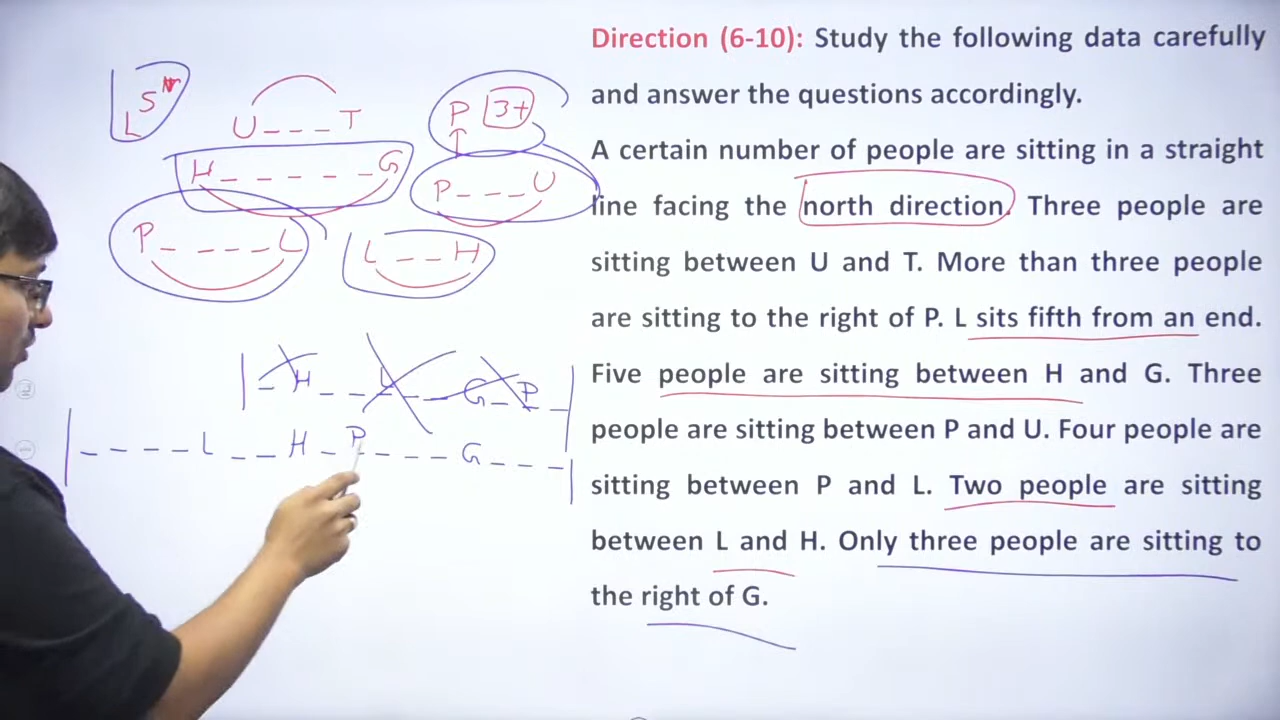 Direction (6-10): Study the following data carefully
and answer the questions accordingly.
A certain number of people are sitting in a straight
line facing the north direction. Three people are
sitting between U and T. More than three people
are sitting to the right of P. L sits fifth from an end.
Five people are sitting between H and G. Three
people are sitting between P and U. Four people are
sitting between P and L. Two people are sitting
between L and H. Only three people are sitting to
the right of G.
L 5
U _ _ _ T
P 3+
H _ _ _ _ _ G
P _ _ _ U
P _ _ _ _ L
L _ _ H
| _ H _ _ L _ _ G _ P _ |
| _ _ _ _ L _ _ H _ P _ _ _ G _ _ _ |